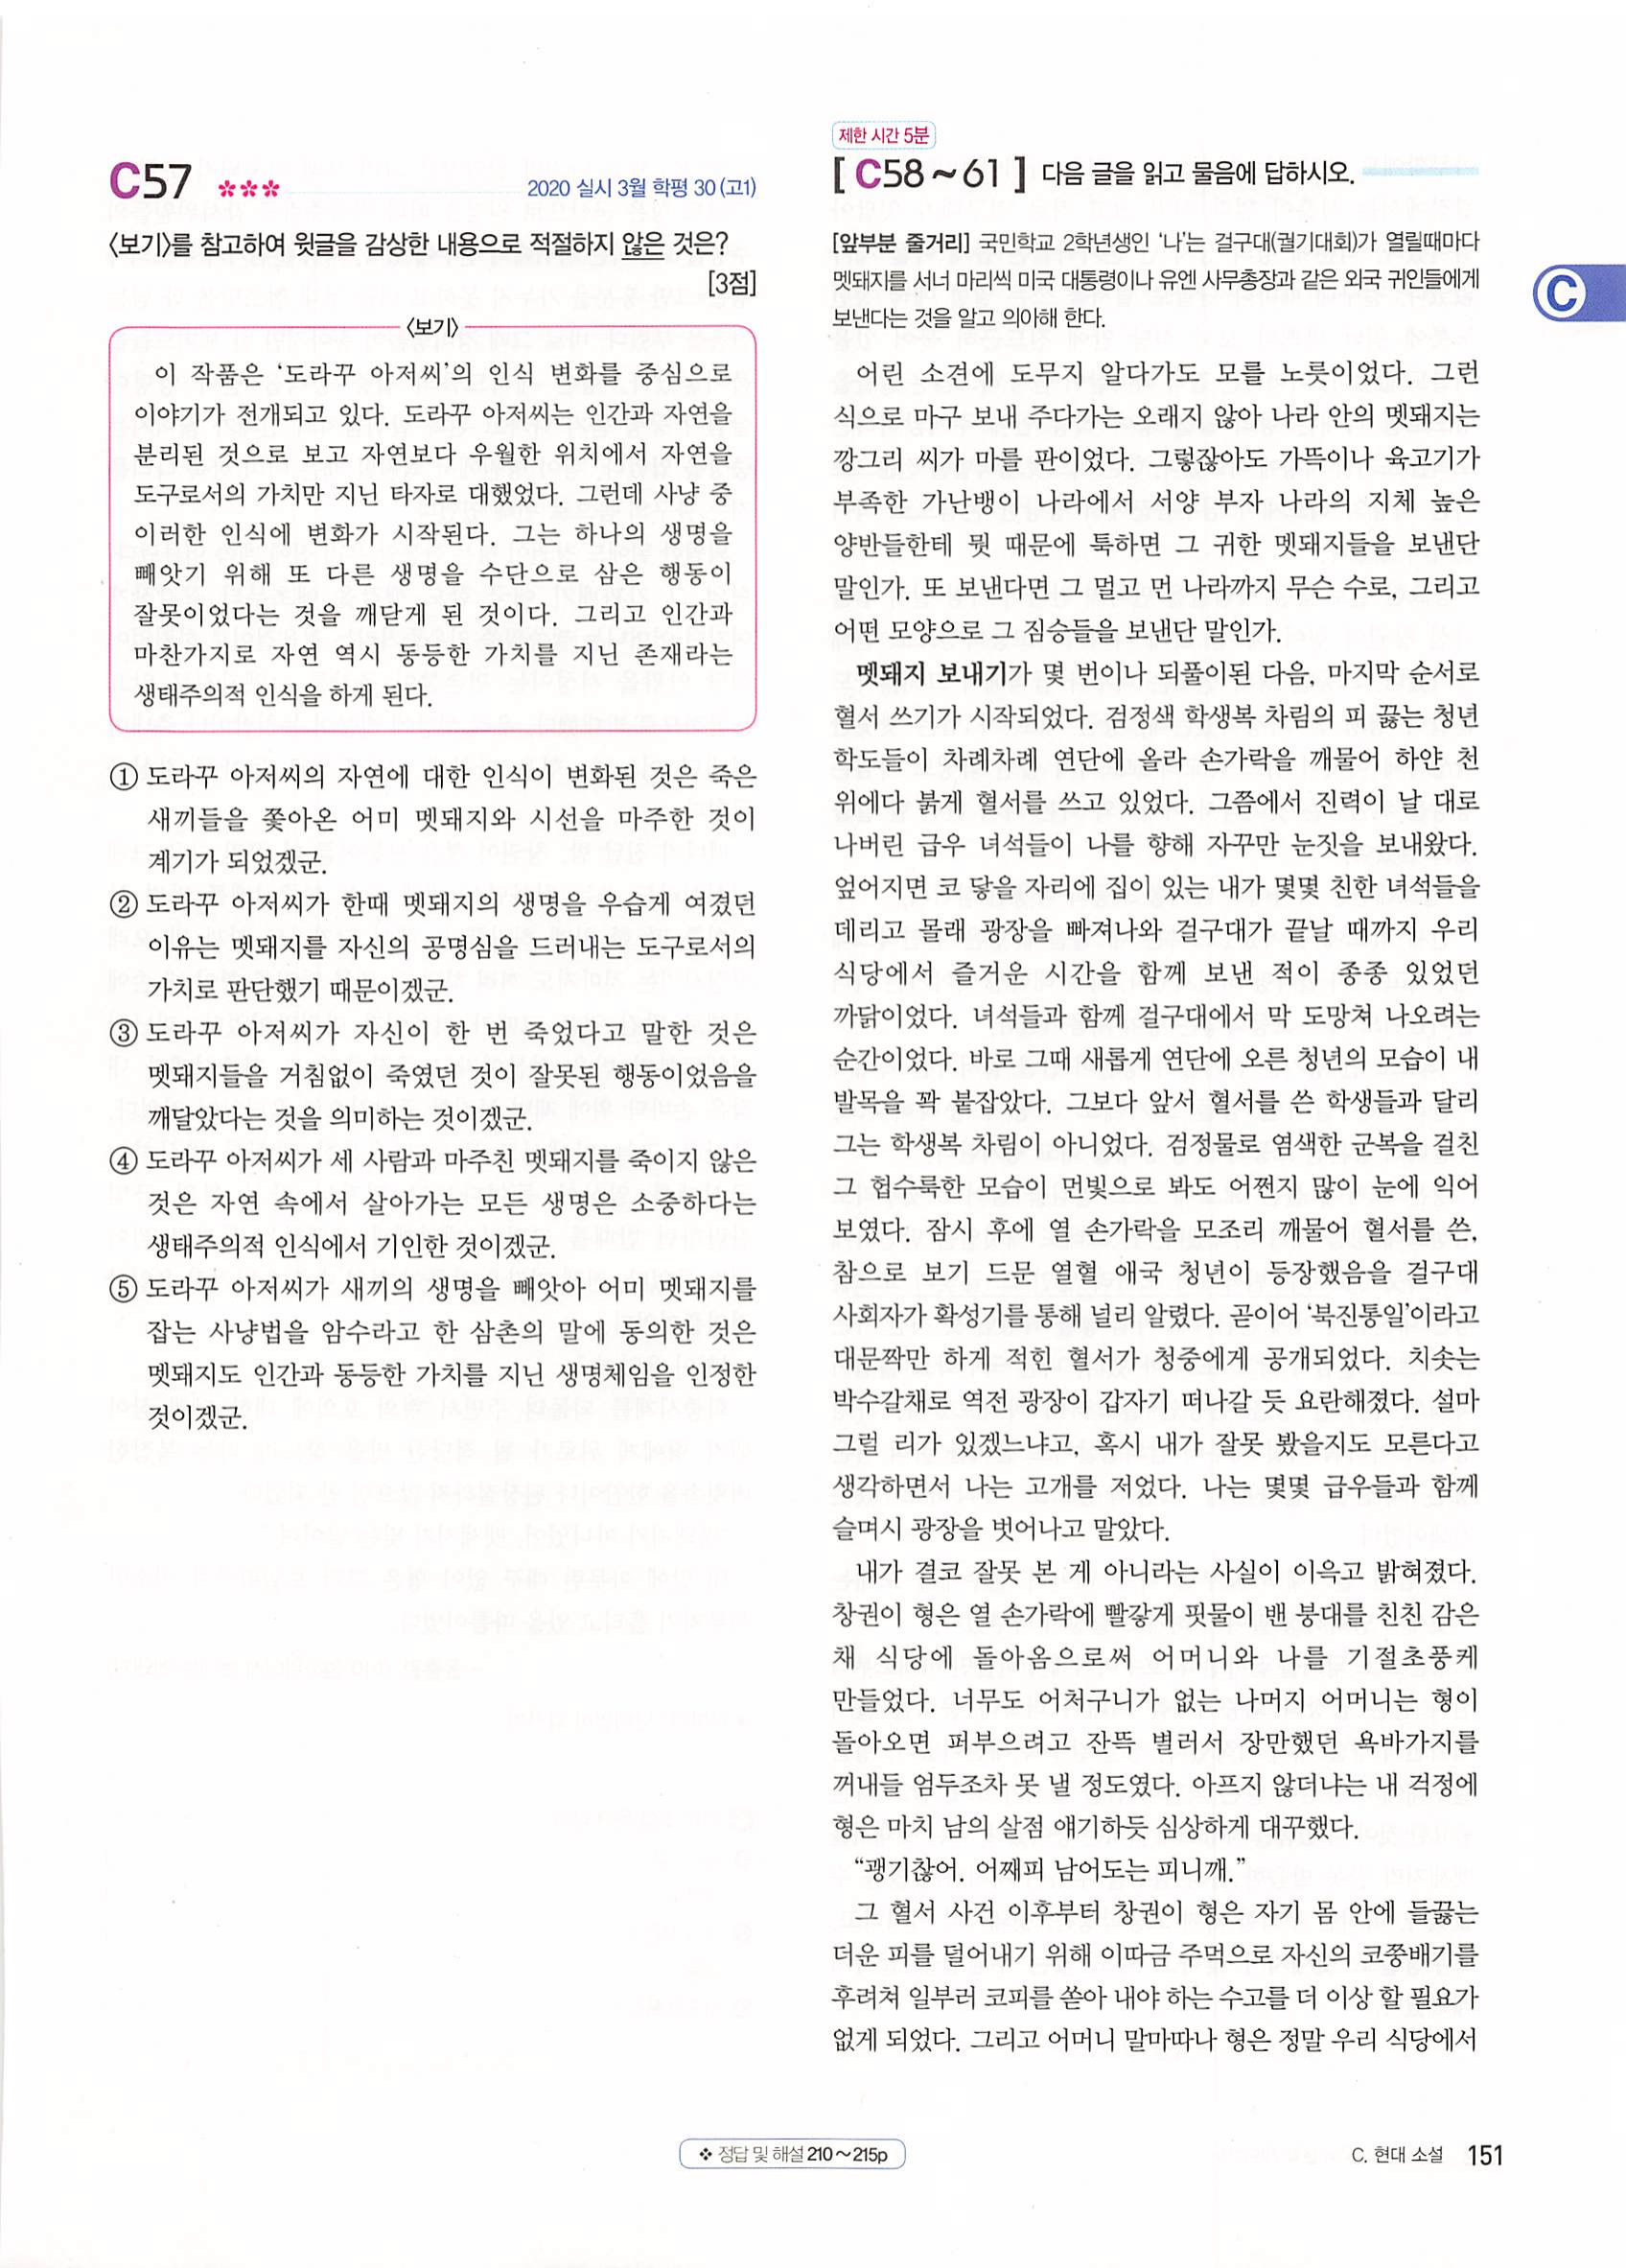 C57 ***
2020 실시 3월 학평 30 (고1)
〈보기〉를 참고하여 윗글을 감상한 내용으로 적절하지 않은 것은?
[3점]
〈보기〉
이 작품은 ‘도라꾸 아저씨’의 인식 변화를 중심으로
이야기가 전개되고 있다. 도라꾸 아저씨는 인간과 자연을
분리된 것으로 보고 자연보다 우월한 위치에서 자연을
도구로서의 가치만 지닌 타자로 대했었다. 그런데 사냥 중
이러한 인식에 변화가 시작된다. 그는 하나의 생명을
빼앗기 위해 또 다른 생명을 수단으로 삼은 행동이
잘못이었다는 것을 깨닫게 된 것이다. 그리고 인간과
마찬가지로 자연 역시 동등한 가치를 지닌 존재라는
생태주의적 인식을 하게 된다.
① 도라꾸 아저씨의 자연에 대한 인식이 변화된 것은 죽은
새끼들을 쫓아온 어미 멧돼지와 시선을 마주한 것이
계기가 되었겠군.
② 도라꾸 아저씨가 한때 멧돼지의 생명을 우습게 여겼던
이유는 멧돼지를 자신의 공명심을 드러내는 도구로서의
가치로 판단했기 때문이겠군.
③ 도라꾸 아저씨가 자신이 한 번 죽었다고 말한 것은
멧돼지들을 거침없이 죽였던 것이 잘못된 행동이었음을
깨달았다는 것을 의미하는 것이겠군.
④ 도라꾸 아저씨가 세 사람과 마주친 멧돼지를 죽이지 않은
것은 자연 속에서 살아가는 모든 생명은 소중하다는
생태주의적 인식에서 기인한 것이겠군.
⑤ 도라꾸 아저씨가 새끼의 생명을 빼앗아 어미 멧돼지를
잡는 사냥법을 암수라고 한 삼촌의 말에 동의한 것은
멧돼지도 인간과 동등한 가치를 지닌 생명체임을 인정한
것이겠군.
제한 시간 5분
[ C58~61 ] 다음 글을 읽고 물음에 답하시오.
[앞부분 줄거리] 국민학교 2학년생인 ‘나’는 걸구대(궐기대회)가 열릴때마다
멧돼지를 서너 마리씩 미국 대통령이나 유엔 사무총장과 같은 외국 귀인들에게
보낸다는 것을 알고 의아해 한다.
어린 소견에 도무지 알다가도 모를 노릇이었다. 그런
식으로 마구 보내 주다가는 오래지 않아 나라 안의 멧돼지는
깡그리 씨가 마를 판이었다. 그렇잖아도 가뜩이나 육고기가
부족한 가난뱅이 나라에서 서양 부자 나라의 지체 높은
양반들한테 뭣 때문에 툭하면 그 귀한 멧돼지들을 보낸단
말인가. 또 보낸다면 그 멀고 먼 나라까지 무슨 수로, 그리고
어떤 모양으로 그 짐승들을 보낸단 말인가.
멧돼지 보내기가 몇 번이나 되풀이된 다음, 마지막 순서로
혈서 쓰기가 시작되었다. 검정색 학생복 차림의 피 끓는 청년
학도들이 차례차례 연단에 올라 손가락을 깨물어 하얀 천
위에다 붉게 혈서를 쓰고 있었다. 그쯤에서 진력이 날 대로
나버린 급우 녀석들이 나를 향해 자꾸만 눈짓을 보내왔다.
엎어지면 코 닿을 자리에 집이 있는 내가 몇몇 친한 녀석들을
데리고 몰래 광장을 빠져나와 걸구대가 끝날 때까지 우리
식당에서 즐거운 시간을 함께 보낸 적이 종종 있었던
까닭이었다. 녀석들과 함께 걸구대에서 막 도망쳐 나오려는
순간이었다. 바로 그때 새롭게 연단에 오른 청년의 모습이 내
발목을 꽉 붙잡았다. 그보다 앞서 혈서를 쓴 학생들과 달리
그는 학생복 차림이 아니었다. 검정물로 염색한 군복을 걸친
그 헙수룩한 모습이 먼빛으로 봐도 어쩐지 많이 눈에 익어
보였다. 잠시 후에 열 손가락을 모조리 깨물어 혈서를 쓴,
참으로 보기 드문 열혈 애국 청년이 등장했음을 걸구대
사회자가 확성기를 통해 널리 알렸다. 곧이어 ‘북진통일’이라고
대문짝만 하게 적힌 혈서가 청중에게 공개되었다. 치솟는
박수갈채로 역전 광장이 갑자기 떠나갈 듯 요란해졌다. 설마
그럴 리가 있겠느냐고, 혹시 내가 잘못 봤을지도 모른다고
생각하면서 나는 고개를 저었다. 나는 몇몇 급우들과 함께
슬며시 광장을 벗어나고 말았다.
내가 결코 잘못 본 게 아니라는 사실이 이윽고 밝혀졌다.
창권이 형은 열 손가락에 빨갛게 핏물이 밴 붕대를 친친 감은
채 식당에 돌아옴으로써 어머니와 나를 기절초풍케
만들었다. 너무도 어처구니가 없는 나머지 어머니는 형이
돌아오면 퍼부으려고 잔뜩 별러서 장만했던 욕바가지를
꺼내들 엄두조차 못 낼 정도였다. 아프지 않더냐는 내 걱정에
형은 마치 남의 살점 얘기하듯 심상하게 대꾸했다.
“괭기찮어. 어째피 남어도는 피니깨.”
그 혈서 사건 이후부터 창권이 형은 자기 몸 안에 들끓는
더운 피를 덜어내기 위해 이따금 주먹으로 자신의 코쭝배기를
후려쳐 일부러 코피를 쏟아 내야 하는 수고를 더 이상 할 필요가
없게 되었다. 그리고 어머니 말마따나 형은 정말 우리 식당에서
C
❖ 정답 및 해설 210~215p
C. 현대 소설 151